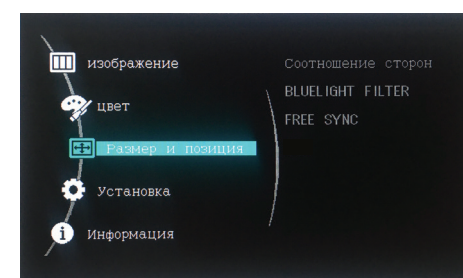 изображение
цвет
Размер и позиция
Установка
Информация
Соотношение сторон
BLUELIGHT FILTER
FREE SYNC